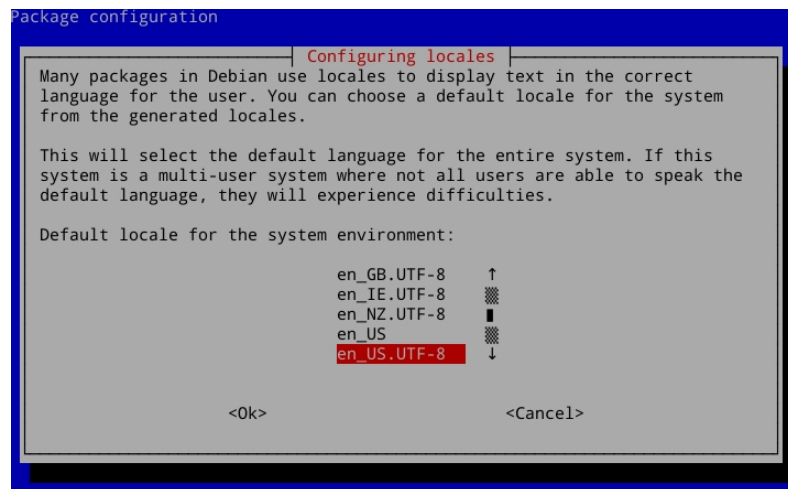 Package configuration
Configuring locales
Many packages in Debian use locales to display text in the correct
language for the user. You can choose a default locale for the system
from the generated locales.
This will select the default language for the entire system. If this
system is a multi-user system where not all users are able to speak the
default language, they will experience difficulties.
Default locale for the system environment:
en_GB.UTF-8
en_IE.UTF-8
en_NZ.UTF-8
en_US
en_US.UTF-8
<Ok> <Cancel>